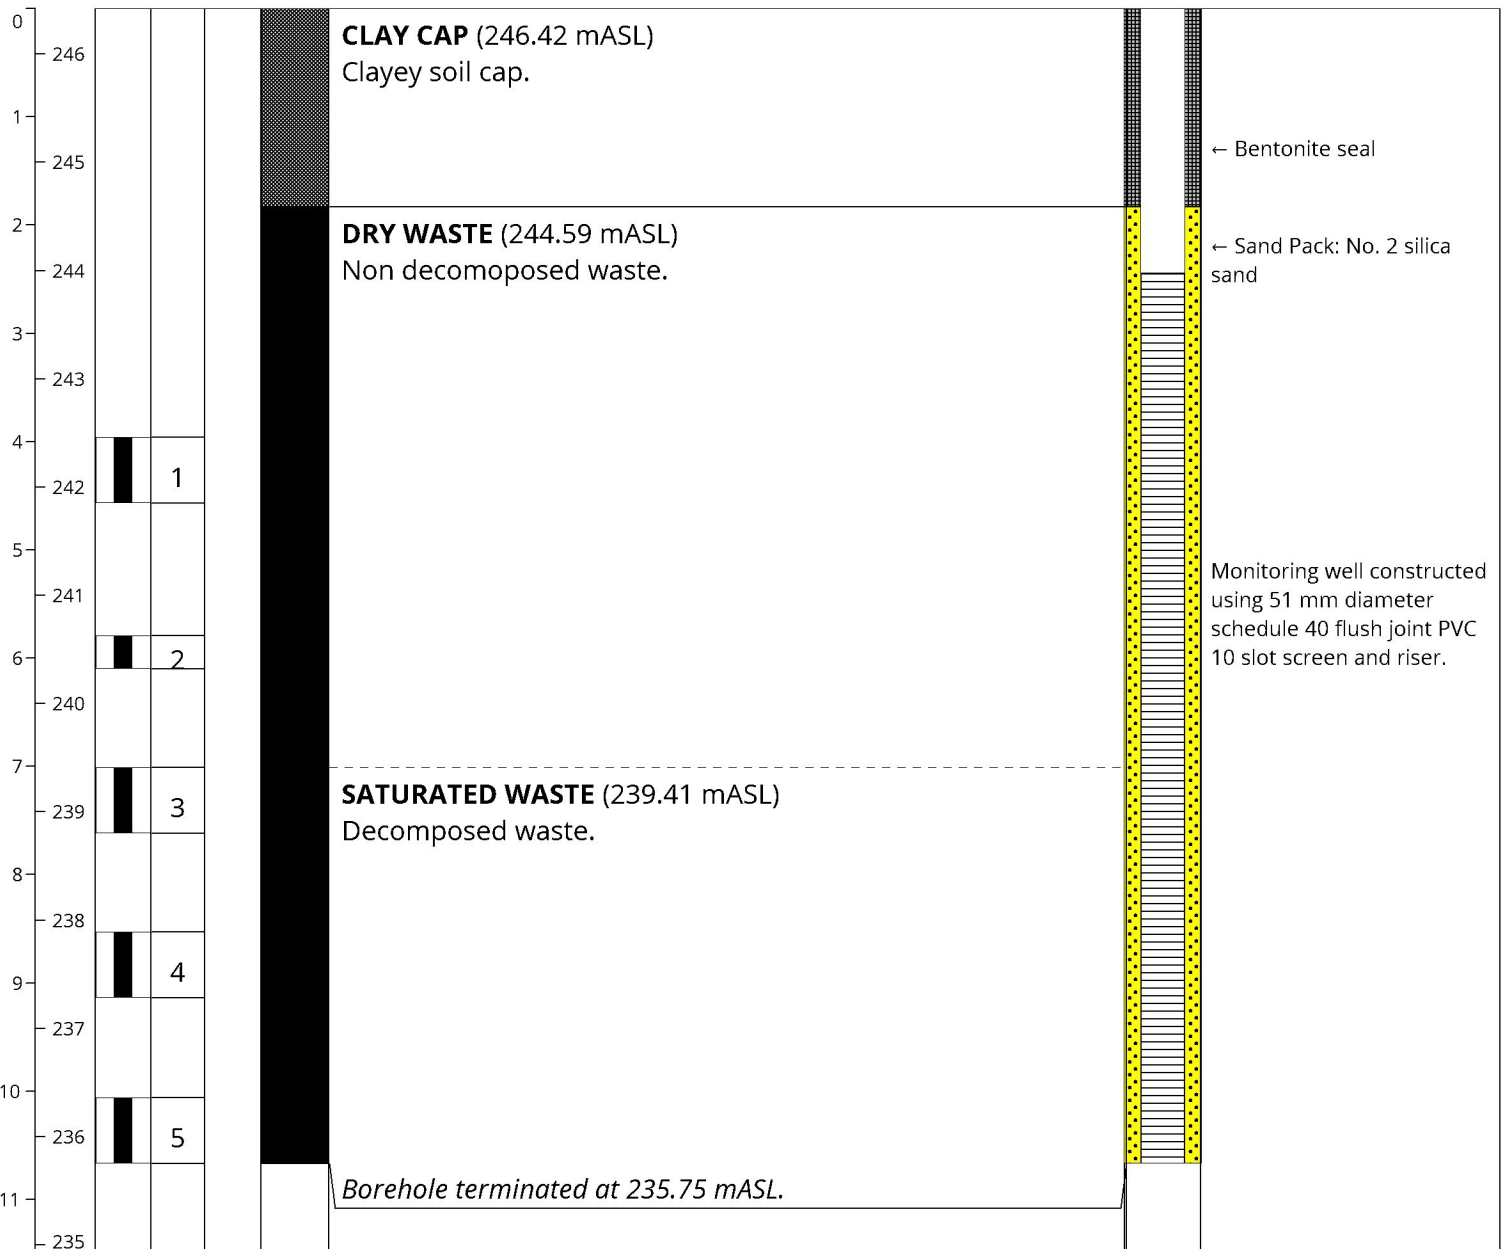 0
246
CLAY CAP (246.42 mASL)
Clayey soil cap.
1
245
← Bentonite seal
2
DRY WASTE (244.59 mASL)
Non decomoposed waste.
← Sand Pack: No. 2 silica
sand
244
3
243
4
1
242
5
Monitoring well constructed
using 51 mm diameter
schedule 40 flush joint PVC
10 slot screen and riser.
241
6
2
240
7
SATURATED WASTE (239.41 mASL)
Decomposed waste.
3
239
8
238
4
9
237
10
5
236
Borehole terminated at 235.75 mASL.
11
235